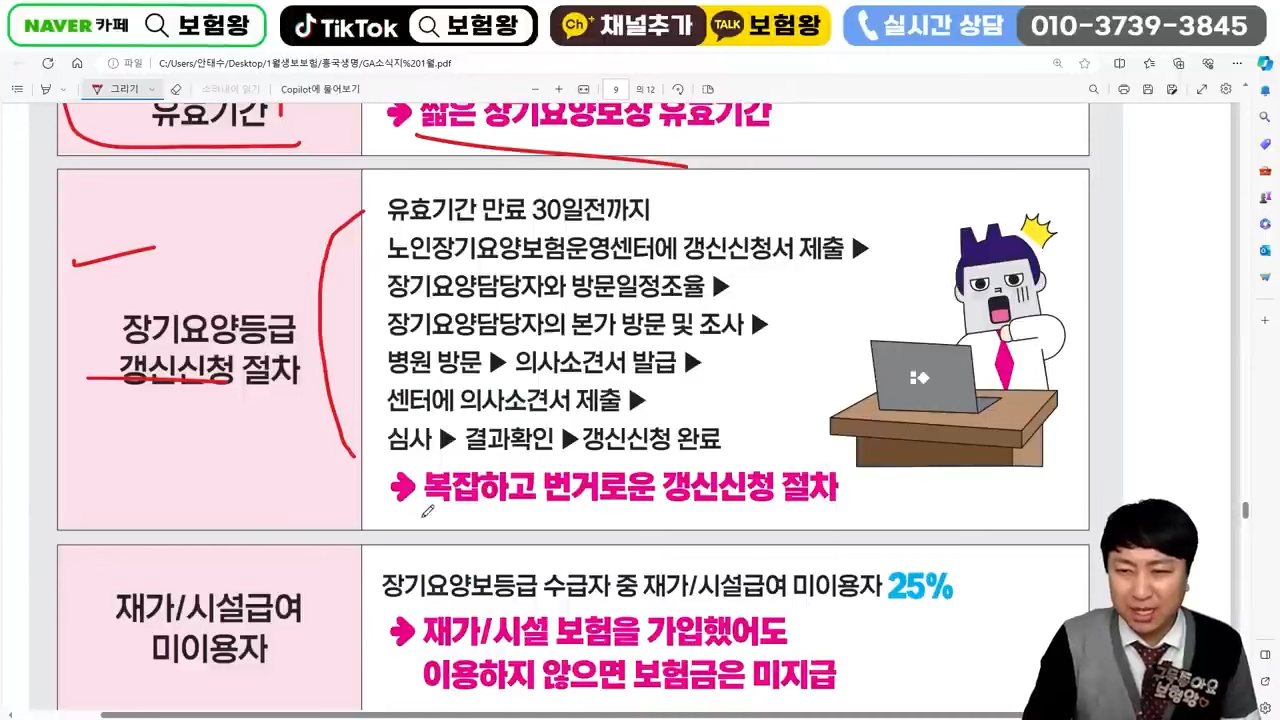 NAVER 카페 보험왕
TikTok 보험왕
Ch+ 채널추가 TALK 보험왕
실시간 상담 010-3739-3845
파일 C:/Users/안태수/Desktop/1월생보보험/흥국생명/GA소식지%201월.pdf
그리기 소리내어 읽기 Copilot에 물어보기 9 의 12
유효기간
➔ 짧은 장기요양보장 유효기간
장기요양등급
갱신신청 절차
유효기간 만료 30일전까지
노인장기요양보험운영센터에 갱신신청서 제출 ▶
장기요양담당자와 방문일정조율 ▶
장기요양담당자의 본가 방문 및 조사 ▶
병원 방문 ▶ 의사소견서 발급 ▶
센터에 의사소견서 제출 ▶
심사 ▶ 결과확인 ▶갱신신청 완료
➔ 복잡하고 번거로운 갱신신청 절차
재가/시설급여
미이용자
장기요양보등급 수급자 중 재가/시설급여 미이용자 25%
➔ 재가/시설 보험을 가입했어도
이용하지 않으면 보험금은 미지급
보험왕